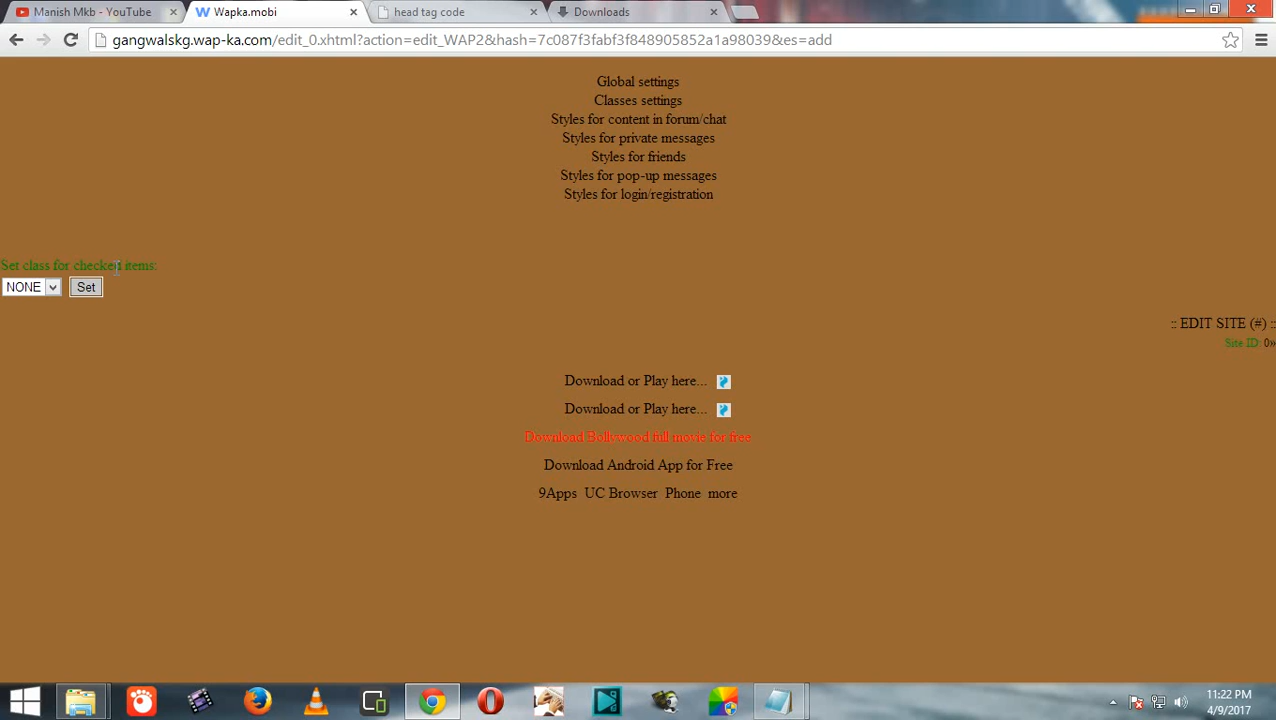 Manish Mkb - YouTube
Wapka.mobi
head tag code
Downloads
gangwalskg.wap-ka.com/edit_0.xhtml?action=edit_WAP2&hash=7c087f3fabf3f848905852a1a98039&es=add
Global settings
Classes settings
Styles for content in forum/chat
Styles for private messages
Styles for friends
Styles for pop-up messages
Styles for login/registration
Set class for checked items:
NONE Set
:: EDIT SITE (#) ::
Site ID: 0»
Download or Play here...
Download or Play here...
Download Bollywood full movie for free
Download Android App for Free
9Apps UC Browser Phone more
11:22 PM
4/9/2017